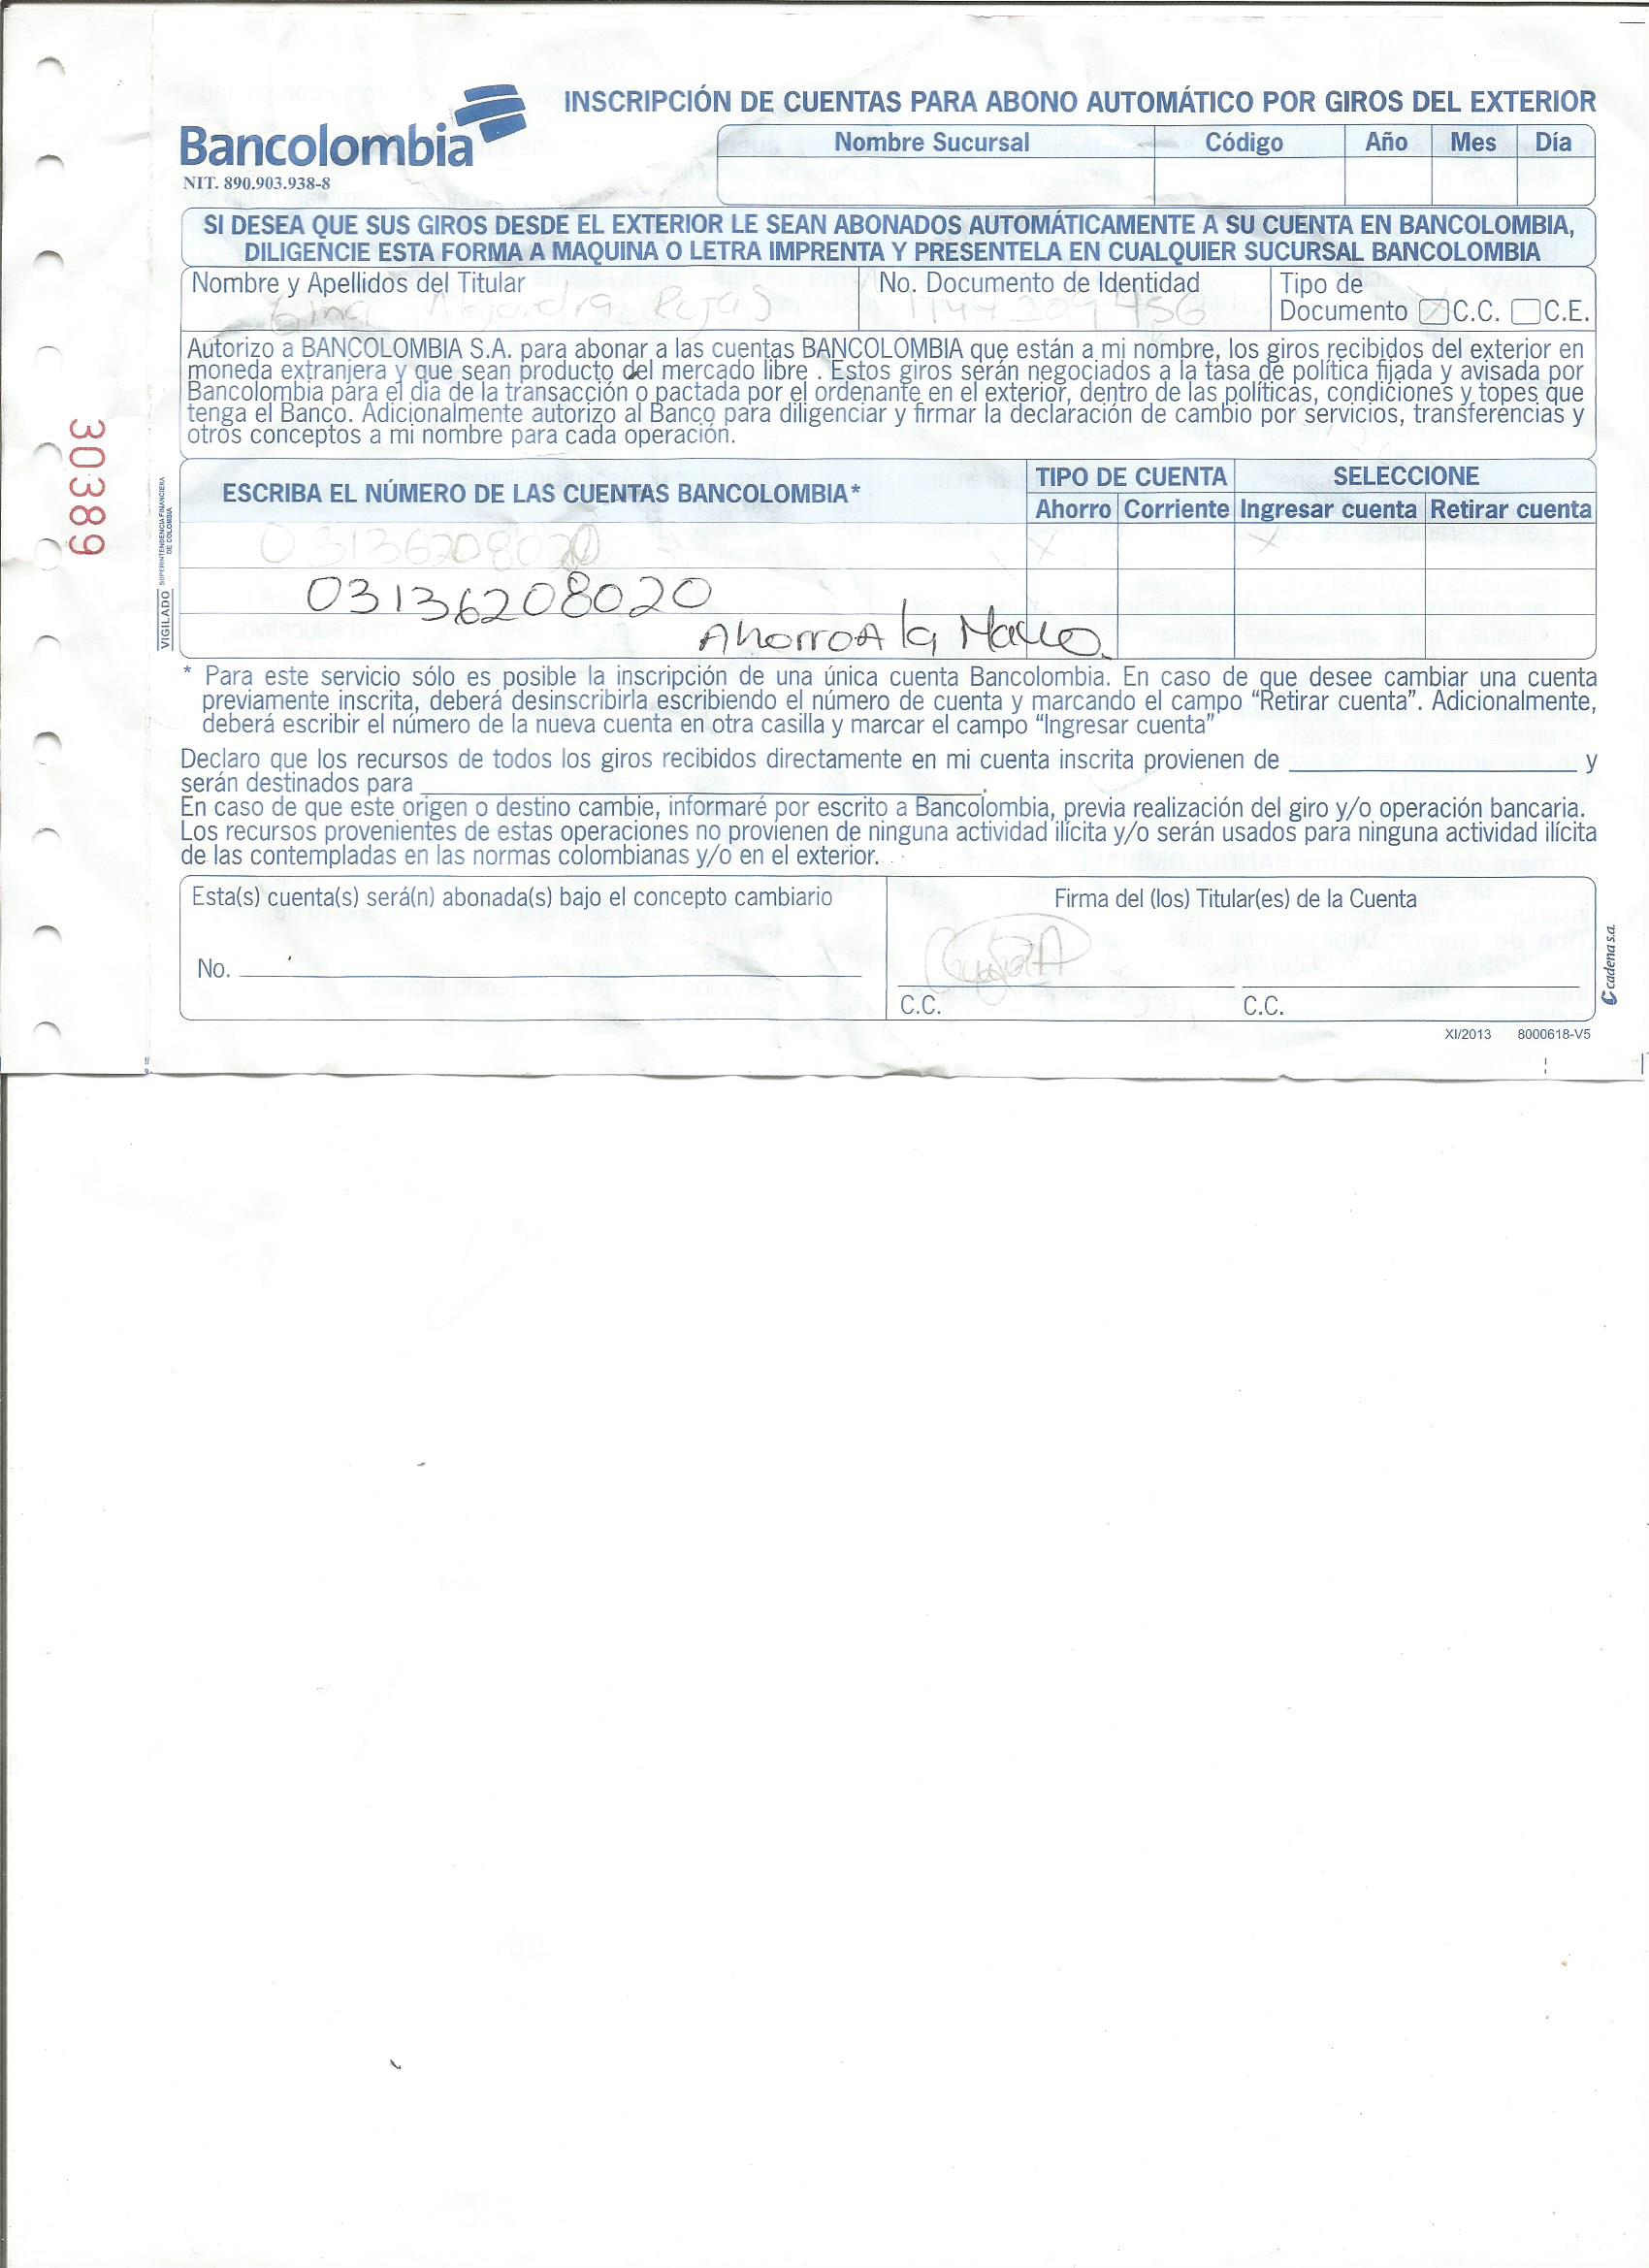 Bancolombia
NIT. 890.903.938-8
INSCRIPCIÓN DE CUENTAS PARA ABONO AUTOMÁTICO POR GIROS DEL EXTERIOR
Nombre Sucursal Código Año Mes Día
SI DESEA QUE SUS GIROS DESDE EL EXTERIOR LE SEAN ABONADOS AUTOMÁTICAMENTE A SU CUENTA EN BANCOLOMBIA,
DILIGENCIE ESTA FORMA A MAQUINA O LETRA IMPRENTA Y PRESENTELA EN CUALQUIER SUCURSAL BANCOLOMBIA
Nombre y Apellidos del Titular No. Documento de Identidad Tipo de
Documento C.C. C.E.
Alejandra Rojas
Autorizo a BANCOLOMBIA S.A. para abonar a las cuentas BANCOLOMBIA que están a mi nombre, los giros recibidos del exterior en
moneda extranjera y que sean producto del mercado libre . Estos giros serán negociados a la tasa de política fijada y avisada por
Bancolombia para el día de la transacción o pactada por el ordenante en el exterior, dentro de las políticas, condiciones y topes que
tenga el Banco. Adicionalmente autorizo al Banco para diligenciar y firmar la declaración de cambio por servicios, transferencias y
otros conceptos a mi nombre para cada operación.
30389
VIGILADO SUPERINTENDENCIA FINANCIERA
DE COLOMBIA
ESCRIBA EL NÚMERO DE LAS CUENTAS BANCOLOMBIA* TIPO DE CUENTA SELECCIONE
Ahorro Corriente Ingresar cuenta Retirar cuenta
03136208020 X X
03136208020
AhorroA la Mano
* Para este servicio sólo es posible la inscripción de una única cuenta Bancolombia. En caso de que desee cambiar una cuenta
previamente inscrita, deberá desinscribirla escribiendo el número de cuenta y marcando el campo “Retirar cuenta”. Adicionalmente,
deberá escribir el número de la nueva cuenta en otra casilla y marcar el campo “Ingresar cuenta”
Declaro que los recursos de todos los giros recibidos directamente en mi cuenta inscrita provienen de y
serán destinados para .
En caso de que este origen o destino cambie, informaré por escrito a Bancolombia, previa realización del giro y/o operación bancaria.
Los recursos provenientes de estas operaciones no provienen de ninguna actividad ilícita y/o serán usados para ninguna actividad ilícita
de las contempladas en las normas colombianas y/o en el exterior.
Esta(s) cuenta(s) será(n) abonada(s) bajo el concepto cambiario Firma del (los) Titular(es) de la Cuenta
No.
C.C. C.C.
cadena s.a.
XI/2013 8000618-V5